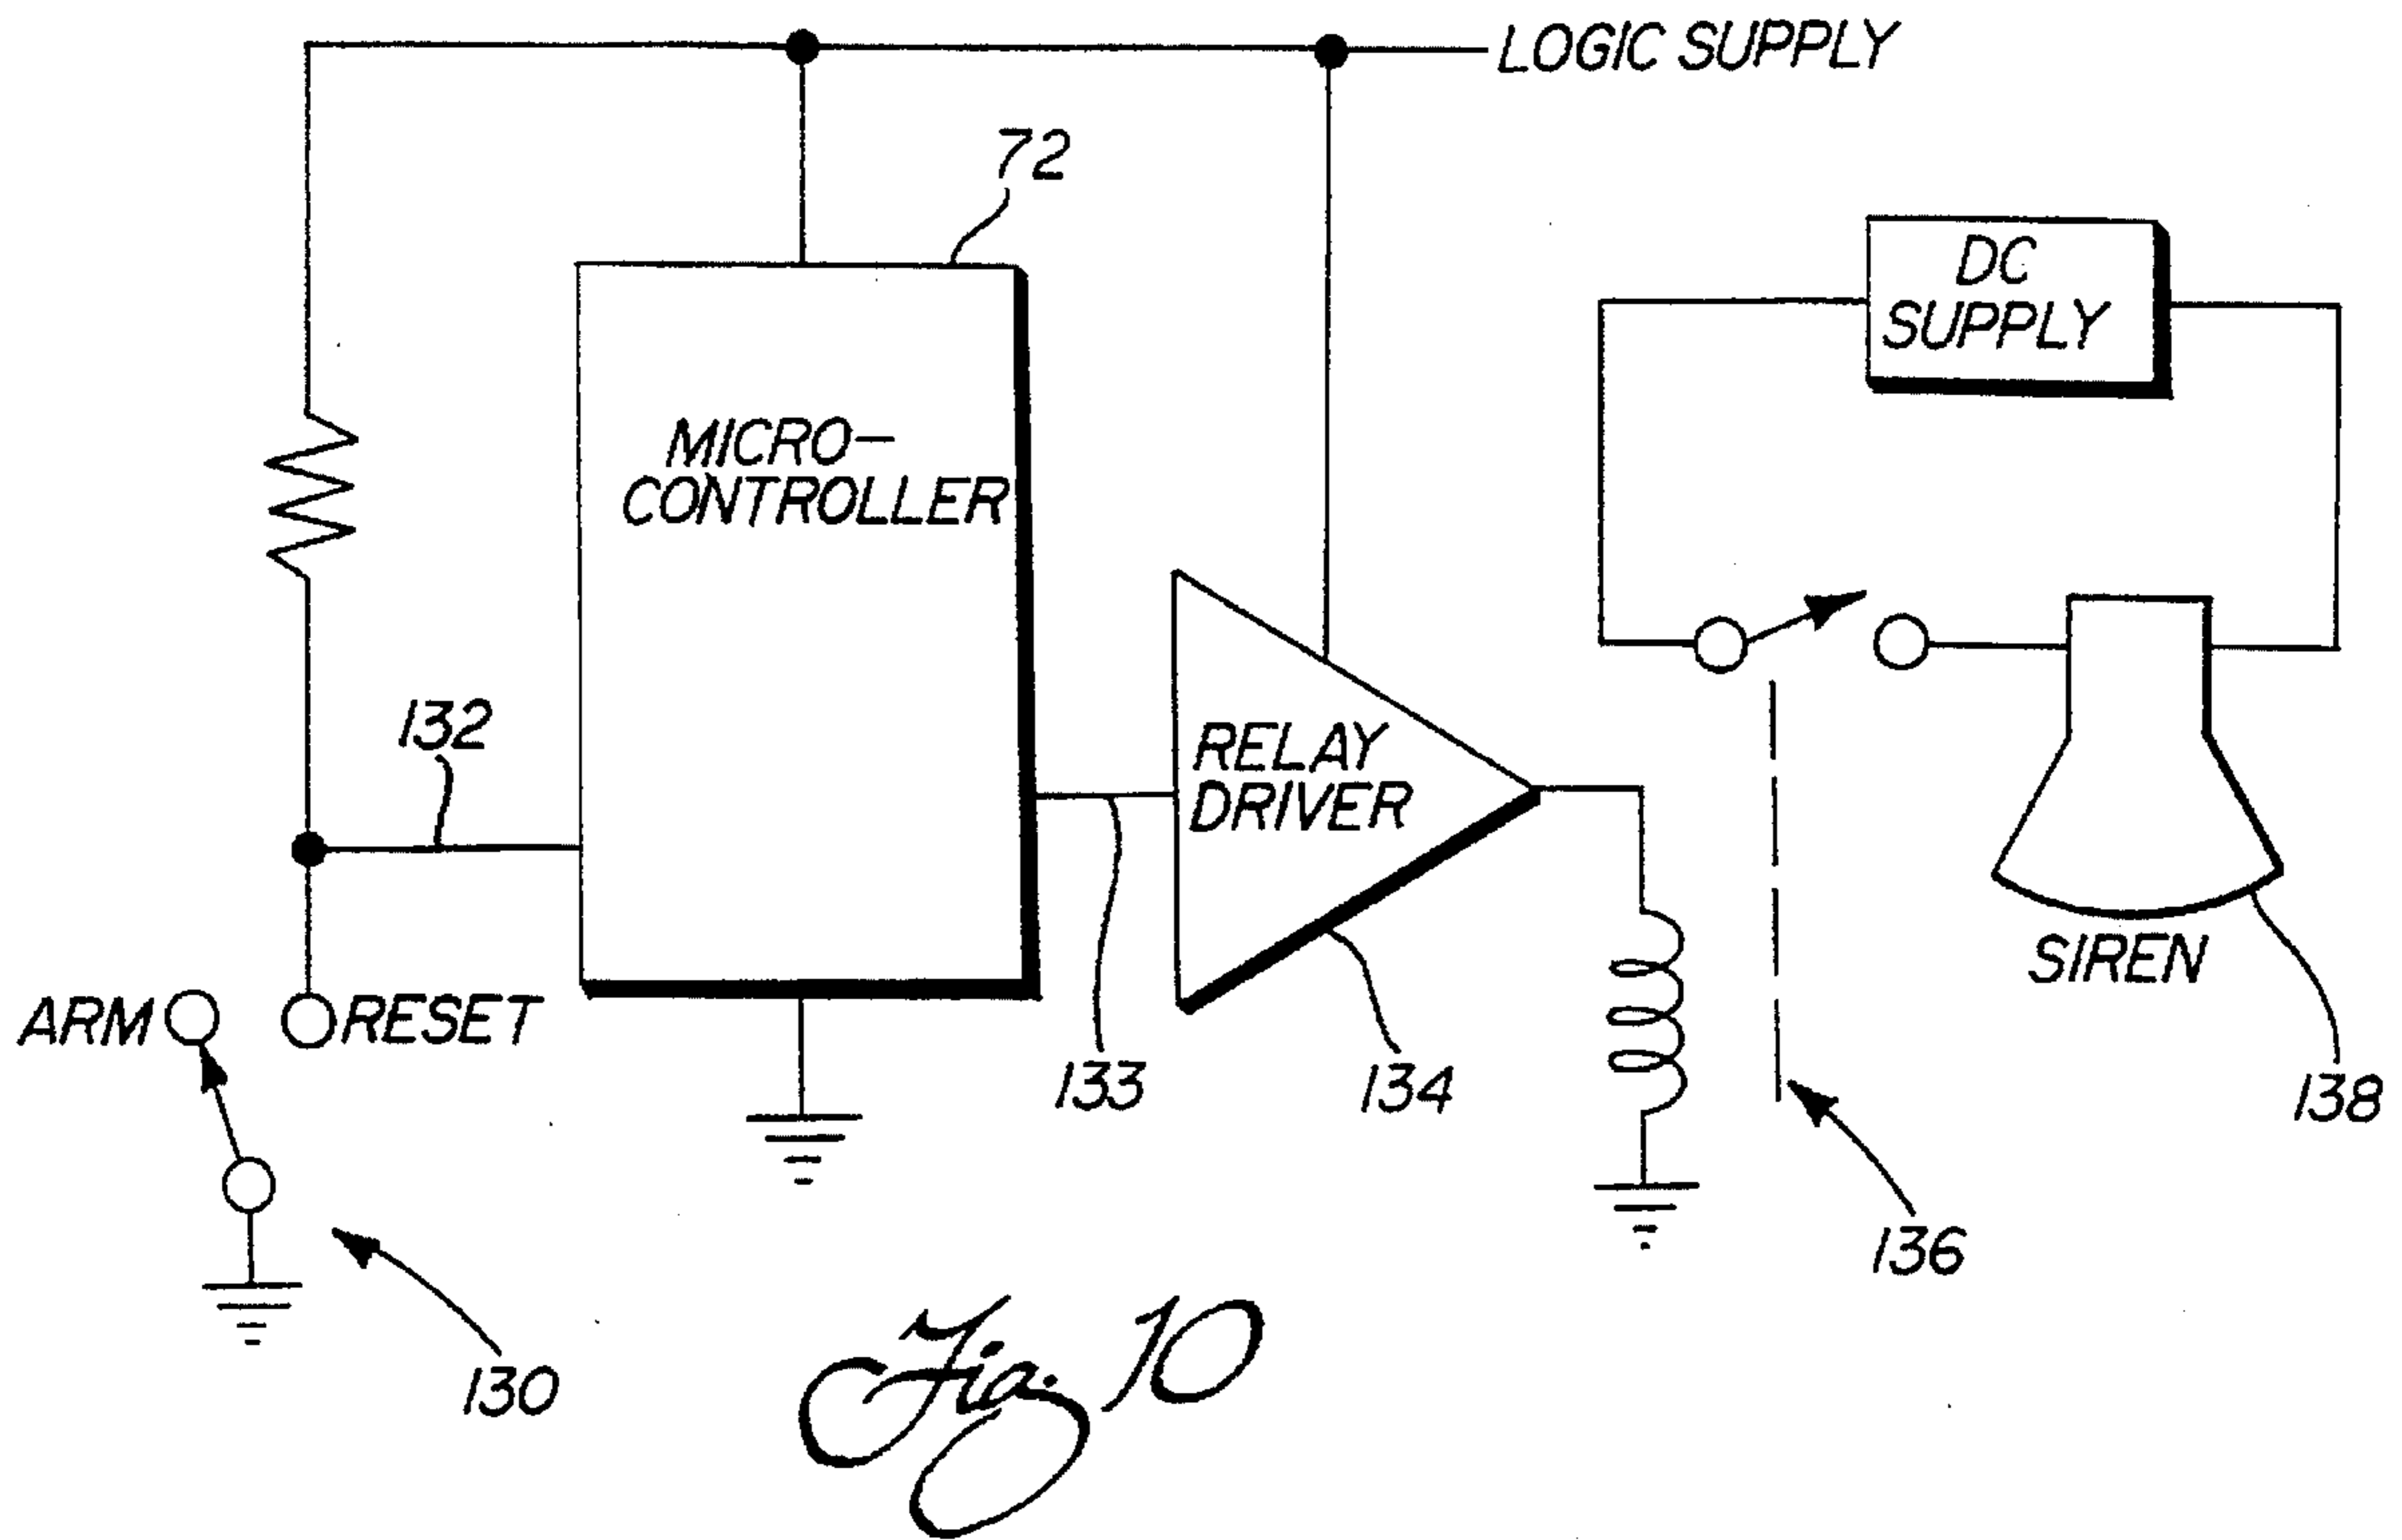 LOGIC SUPPLY
72
DC
SUPPLY
MICRO-
CONTROLLER
132
RELAY
DRIVER
SIREN
ARM
RESET
133
134
138
136
130
Fig. 10